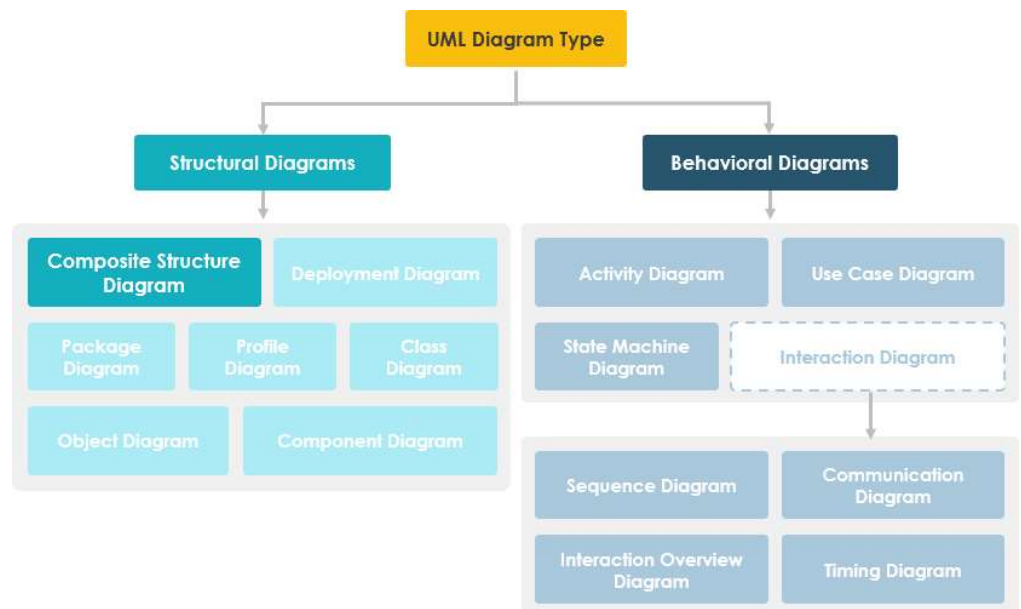 UML Diagram Type
Structural Diagrams
Behavioral Diagrams
Composite Structure
Diagram
Deployment Diagram
Package
Diagram
Profile
Diagram
Class
Diagram
Object Diagram
Component Diagram
Activity Diagram
Use Case Diagram
State Machine
Diagram
Interaction Diagram
Sequence Diagram
Communication
Diagram
Interaction Overview
Diagram
Timing Diagram